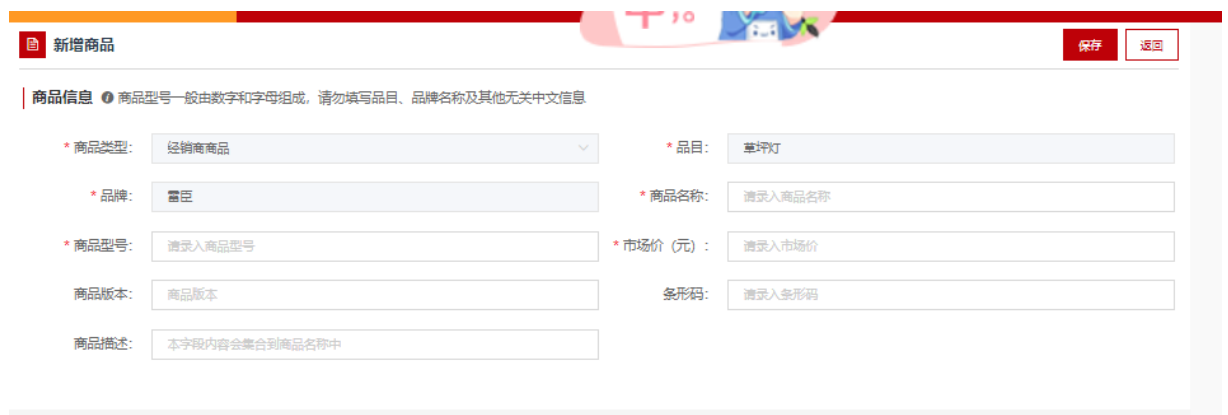 新增商品
保存
返回
商品信息 商品型号一般由数字和字母组成，请勿填写品目、品牌名称及其他无关中文信息
* 商品类型： 经销商商品
* 品目： 草坪灯
* 品牌： 雷臣
* 商品名称： 请录入商品名称
* 商品型号： 请录入商品型号
* 市场价（元）： 请录入市场价
商品版本： 商品版本
条形码： 请录入条形码
商品描述： 本字段内容会集合到商品名称中